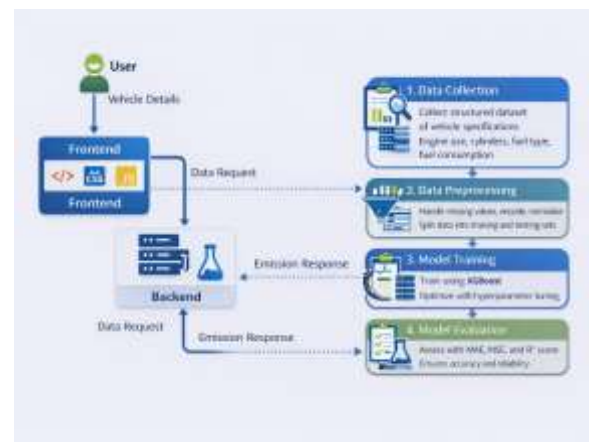 User
Vehicle Details
Frontend
</>
CSS
JS
Frontend
Data Request
Backend
Emission Response
Data Request
Emission Response
1. Data Collection
Collect structured dataset
of vehicle specifications
Engine size, cylinders, fuel type,
fuel consumption
2. Data Preprocessing
Handle missing values, encode, normalize
Split data into training and testing sets
3. Model Training
Train using XGBoost
Optimize with hyperparameter tuning
4. Model Evaluation
Assess with MAE, MSE, and R² score
Ensures accuracy and reliability